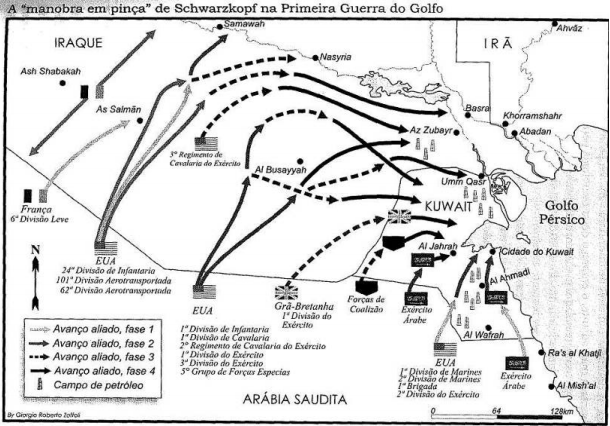 A “manobra em pinça” de Schwarzkopf na Primeira Guerra do Golfo
Samawah
IRAQUE
IRÃ
Ahvāz
Nasyria
Ash Shabakah
As Salmān
Basra
Khorramshahr
Az Zubayr
Abadan
3º Regimento de
Cavalaria do Exército
Al Busayyah
Umm Qasr
França
6ª Divisão Leve
KUWAIT
Golfo
Pérsico
N
EUA
24ª Divisão de Infantaria
101ª Divisão Aerotransportada
62ª Divisão Aerotransportada
Al Jahrah
Cidade do Kuwait
Al Ahmadi
EUA
1ª Divisão de Infantaria
1ª Divisão de Cavalaria
2º Regimento de Cavalaria do Exército
1ª Divisão do Exército
3ª Divisão do Exército
5º Grupo de Forças Especias
Grã-Bretanha
1ª Divisão do
Exército
Forças de
Coalizão
Exército
Árabe
Al Wafrah
EUA
1ª Divisão de Marines
2ª Divisão de Marines
1ª Brigada
2ª Divisão do Exército
Exército
Árabe
Ra's al Khafji
Al Mish'al
Avanço aliado, fase 1
Avanço aliado, fase 2
Avanço aliado, fase 3
Avanço aliado, fase 4
Campo de petróleo
ARÁBIA SAUDITA
0 64 128km
By Giorgio Roberto Zelfoli